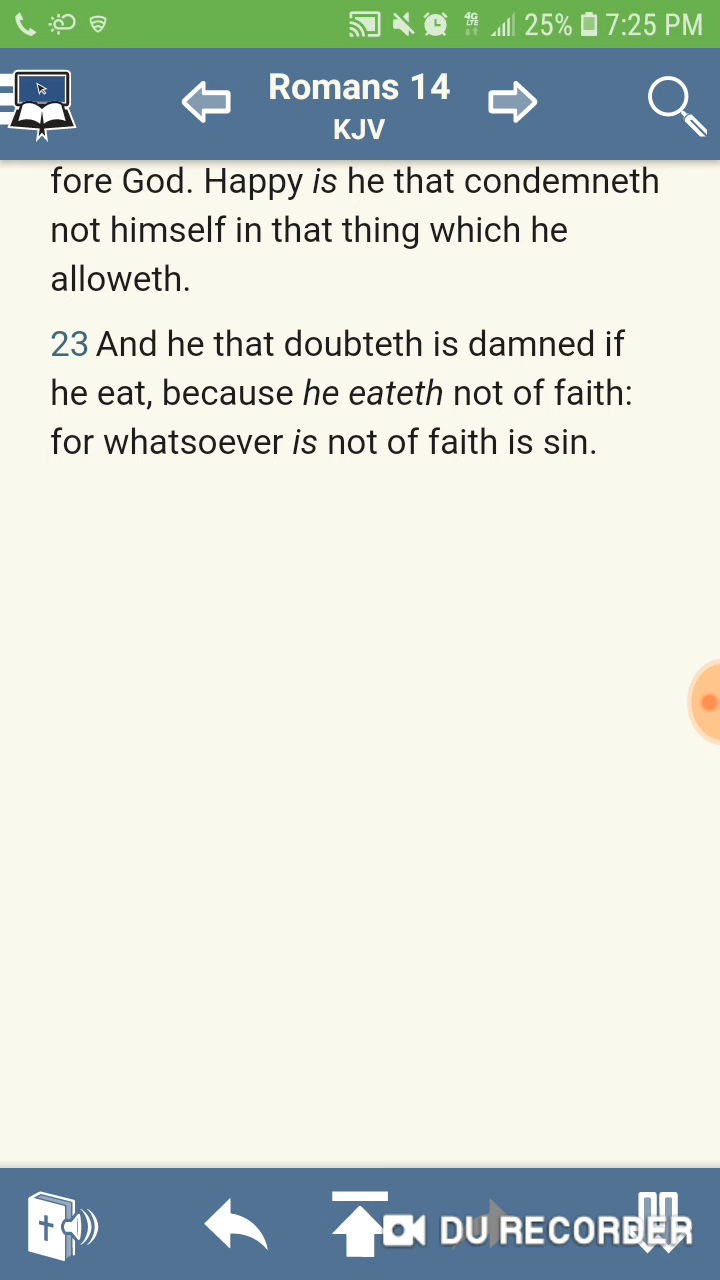 4G LTE 25% 7:25 PM
Romans 14
KJV
fore God. Happy is he that condemneth
not himself in that thing which he
alloweth.
23 And he that doubteth is damned if
he eat, because he eateth not of faith:
for whatsoever is not of faith is sin.
DU RECORDER